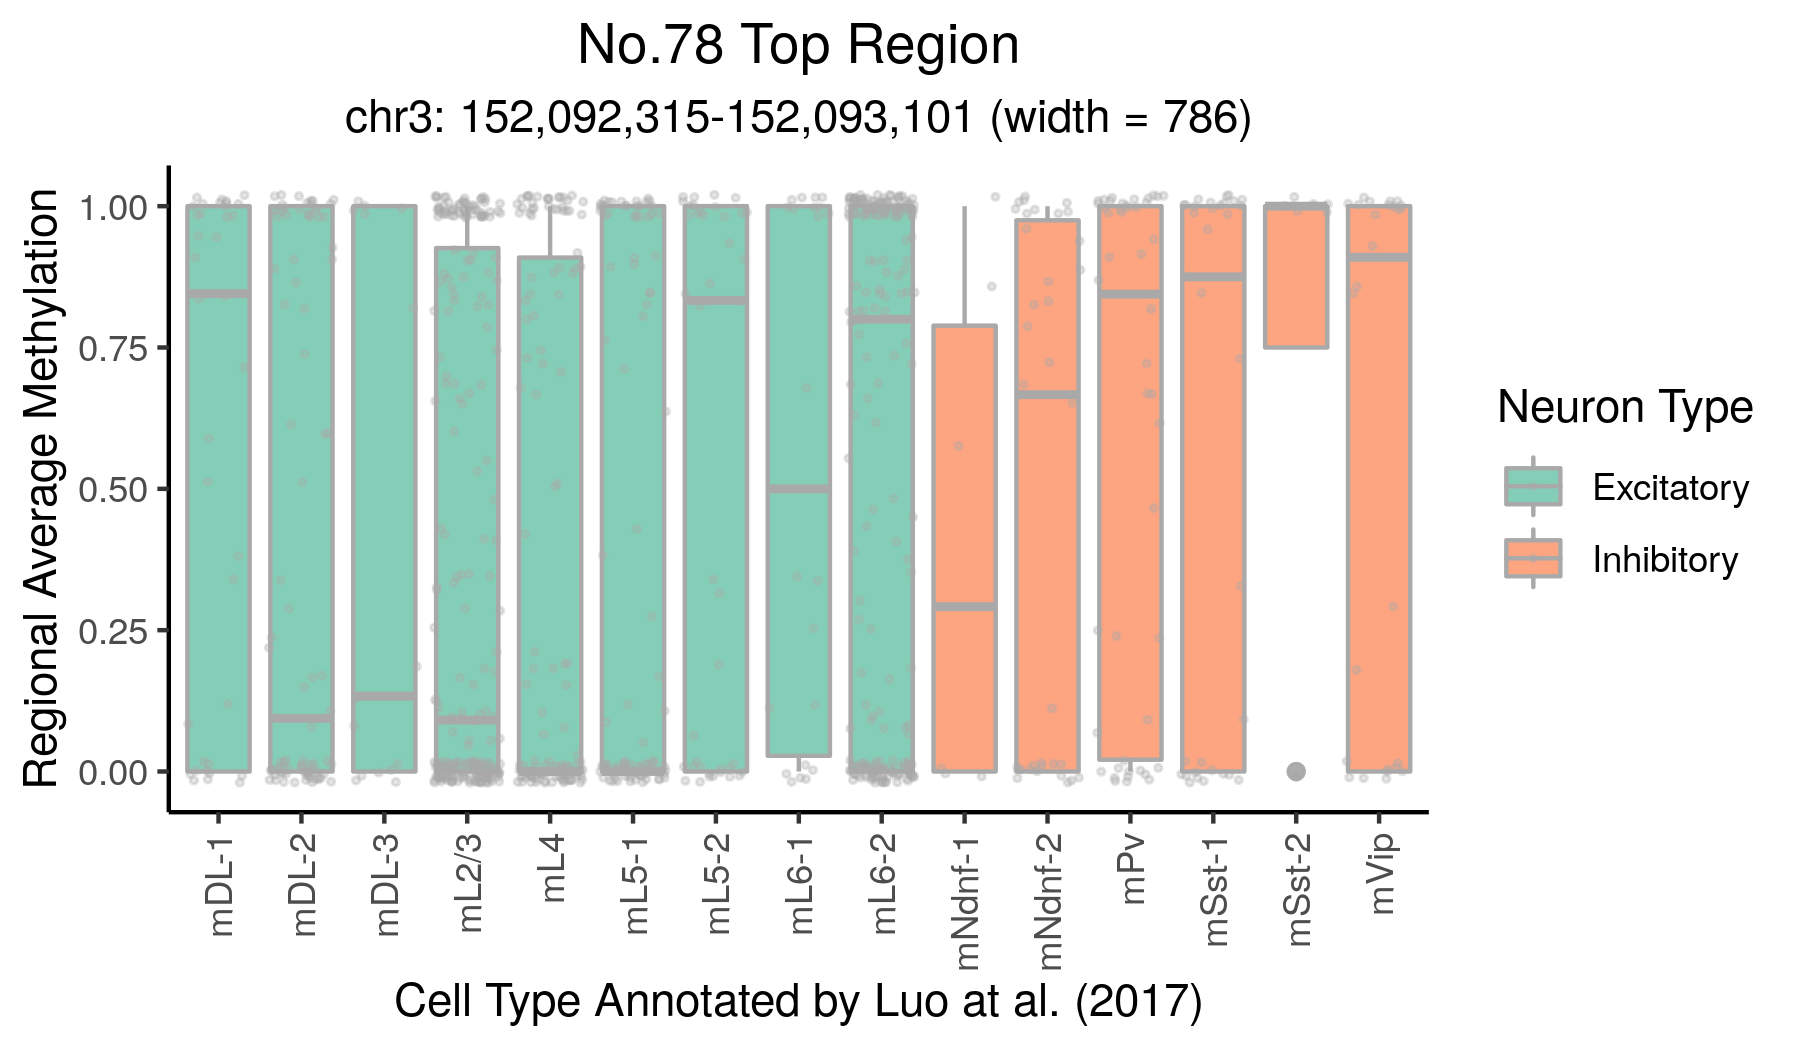 No.78 Top Region
chr3: 152,092,315-152,093,101 (width = 786)
Regional Average Methylation
1.00
0.75
0.50
0.25
0.00
mDL-1
mDL-2
mDL-3
mL2/3
mL4
mL5-1
mL5-2
mL6-1
mL6-2
mNdnf-1
mNdnf-2
mPv
mSst-1
mSst-2
mVip
Cell Type Annotated by Luo at al. (2017)
Neuron Type
Excitatory
Inhibitory